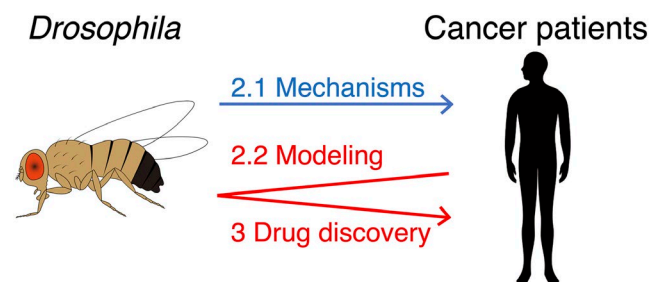 Drosophila
Cancer patients
2.1 Mechanisms
2.2 Modeling
3 Drug discovery